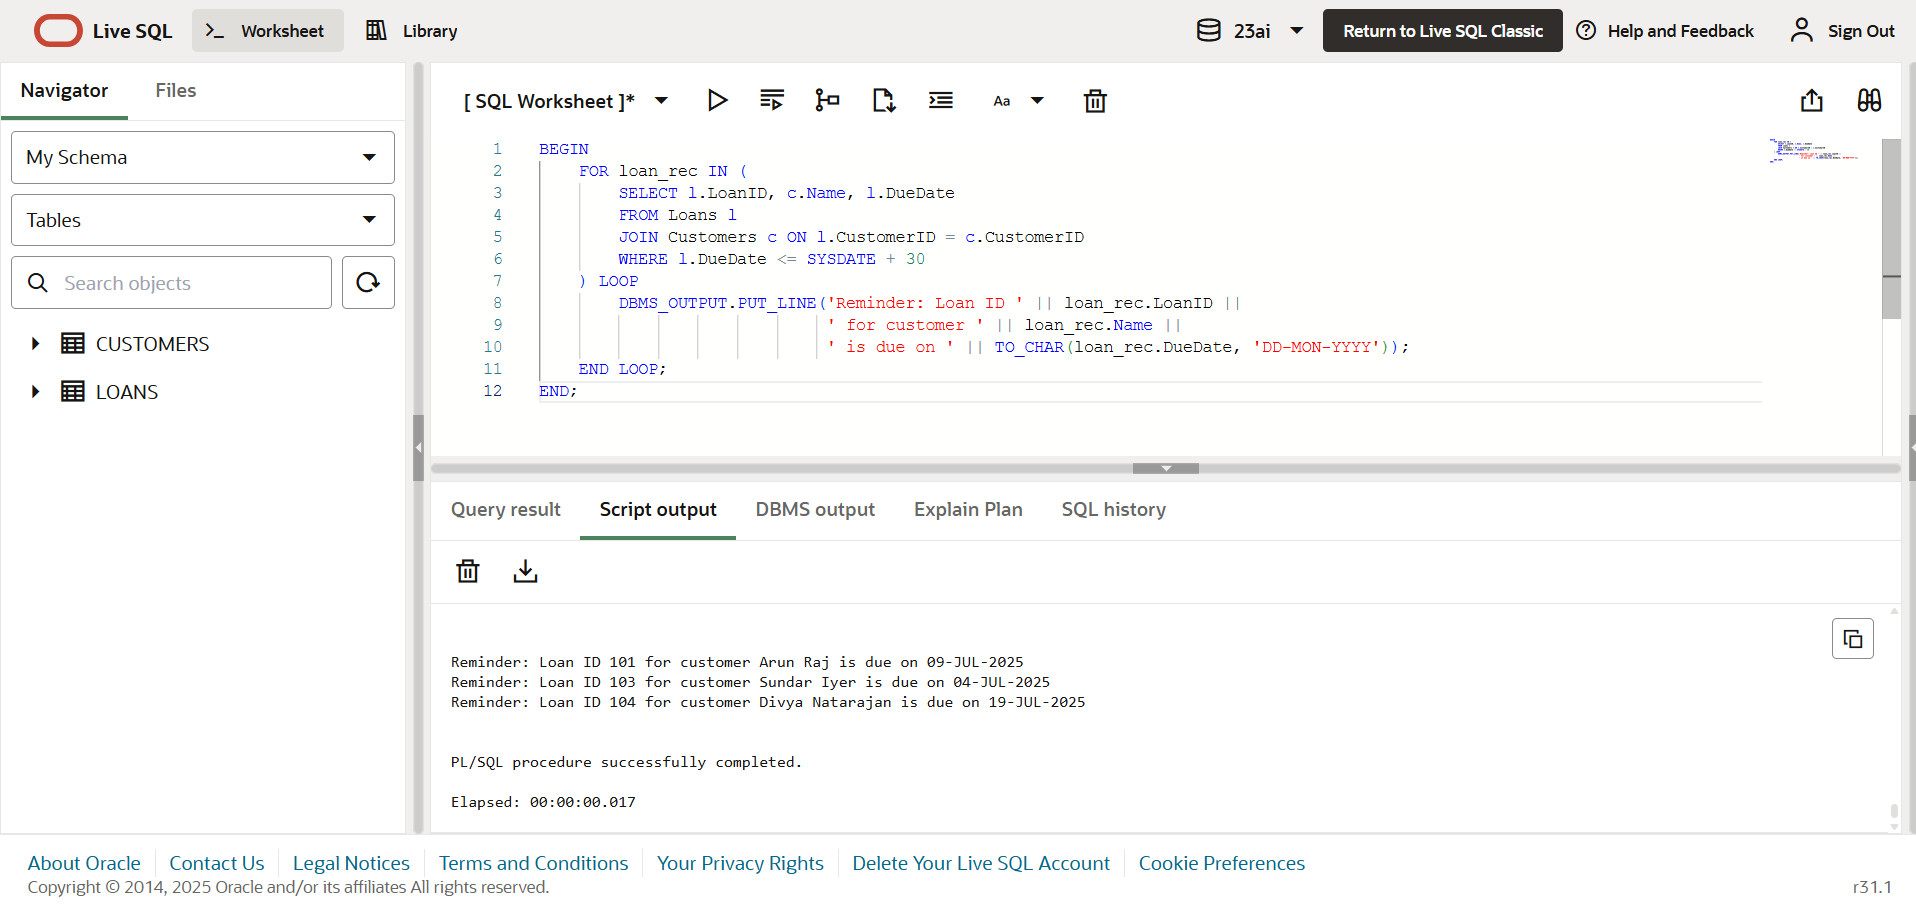 Live SQL
Worksheet
Library
23ai
Return to Live SQL Classic
Help and Feedback
Sign Out
Navigator
Files
My Schema
Tables
Search objects
CUSTOMERS
LOANS
[ SQL Worksheet ]*
Aa
1 BEGIN
2 FOR loan_rec IN (
3 SELECT l.LoanID, c.Name, l.DueDate
4 FROM Loans l
5 JOIN Customers c ON l.CustomerID = c.CustomerID
6 WHERE l.DueDate <= SYSDATE + 30
7 ) LOOP
8 DBMS_OUTPUT.PUT_LINE('Reminder: Loan ID ' || loan_rec.LoanID ||
9 ' for customer ' || loan_rec.Name ||
10 ' is due on ' || TO_CHAR(loan_rec.DueDate, 'DD-MON-YYYY'));
11 END LOOP;
12 END;
Query result
Script output
DBMS output
Explain Plan
SQL history
Reminder: Loan ID 101 for customer Arun Raj is due on 09-JUL-2025
Reminder: Loan ID 103 for customer Sundar Iyer is due on 04-JUL-2025
Reminder: Loan ID 104 for customer Divya Natarajan is due on 19-JUL-2025
PL/SQL procedure successfully completed.
Elapsed: 00:00:00.017
About Oracle
Contact Us
Legal Notices
Terms and Conditions
Your Privacy Rights
Delete Your Live SQL Account
Cookie Preferences
Copyright © 2014, 2025 Oracle and/or its affiliates All rights reserved.
r31.1